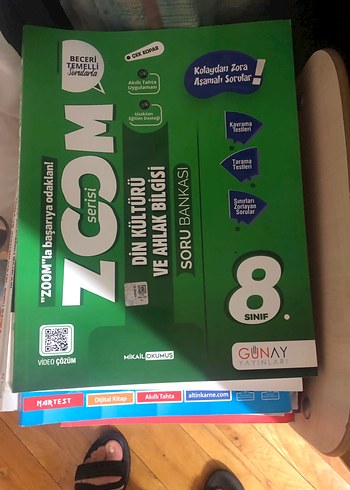 BECERİ
TEMELLİ
Sorularla
ÇEK KOPAR
Akıllı Tahta
Uygulaması
Uzaktan
Eğitim Desteği
Kolaydan Zora
Aşamalı Sorular!
Kavrama
Testleri
Tarama
Testleri
Sınırları
Zorlayan
Sorular
"ZOOM"la başarıya odaklan!
ZOOM
serisi
DİN KÜLTÜRÜ
VE AHLAK BİLGİSİ
SORU BANKASI
8.
SINIF
VİDEO ÇÖZÜM
MİKAİL OKUMUŞ
GÜNAY
YAYINLARI
NARTEST
Dijital Kitap
Akıllı Tahta
altinkarne.com